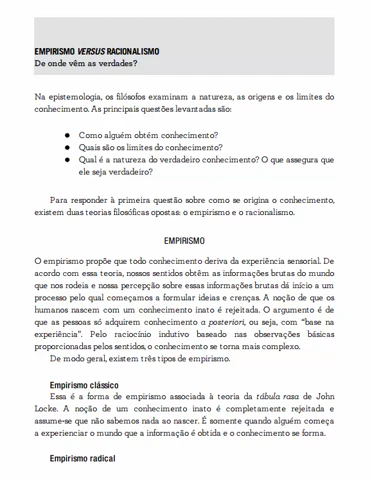 EMPIRISMO VERSUS RACIONALISMO
De onde vêm as verdades?
Na epistemologia, os filósofos examinam a natureza, as origens e os limites do
conhecimento. As principais questões levantadas são:
● Como alguém obtém conhecimento?
● Quais são os limites do conhecimento?
● Qual é a natureza do verdadeiro conhecimento? O que assegura que
ele seja verdadeiro?
Para responder à primeira questão sobre como se origina o conhecimento,
existem duas teorias filosóficas opostas: o empirismo e o racionalismo.
EMPIRISMO
O empirismo propõe que todo conhecimento deriva da experiência sensorial. De
acordo com essa teoria, nossos sentidos obtêm as informações brutas do mundo
que nos rodeia e nossa percepção sobre essas informações brutas dá início a um
processo pelo qual começamos a formular ideias e crenças. A noção de que os
humanos nascem com um conhecimento inato é rejeitada. O argumento é de
que as pessoas só adquirem conhecimento a posteriori, ou seja, com “base na
experiência”. Pelo raciocínio indutivo baseado nas observações básicas
proporcionadas pelos sentidos, o conhecimento se torna mais complexo.
De modo geral, existem três tipos de empirismo.
Empirismo clássico
Essa é a forma de empirismo associada à teoria da tábula rasa de John
Locke. A noção de um conhecimento inato é completamente rejeitada e
assume-se que não sabemos nada ao nascer. É somente quando alguém começa
a experienciar o mundo que a informação é obtida e o conhecimento se forma.
Empirismo radical